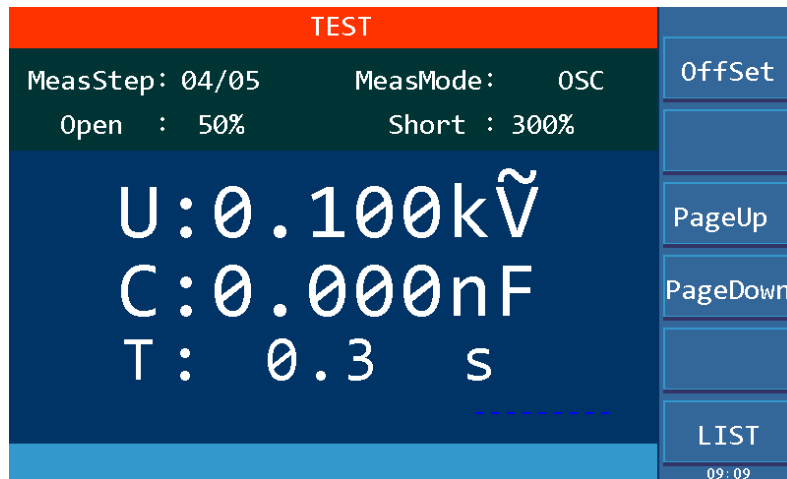 TEST
MeasStep: 04/05 MeasMode: OSC
Open : 50% Short : 300%
U:0.100kṼ
C:0.000nF
T: 0.3 s
---------
OffSet
PageUp
PageDown
LIST
09:09